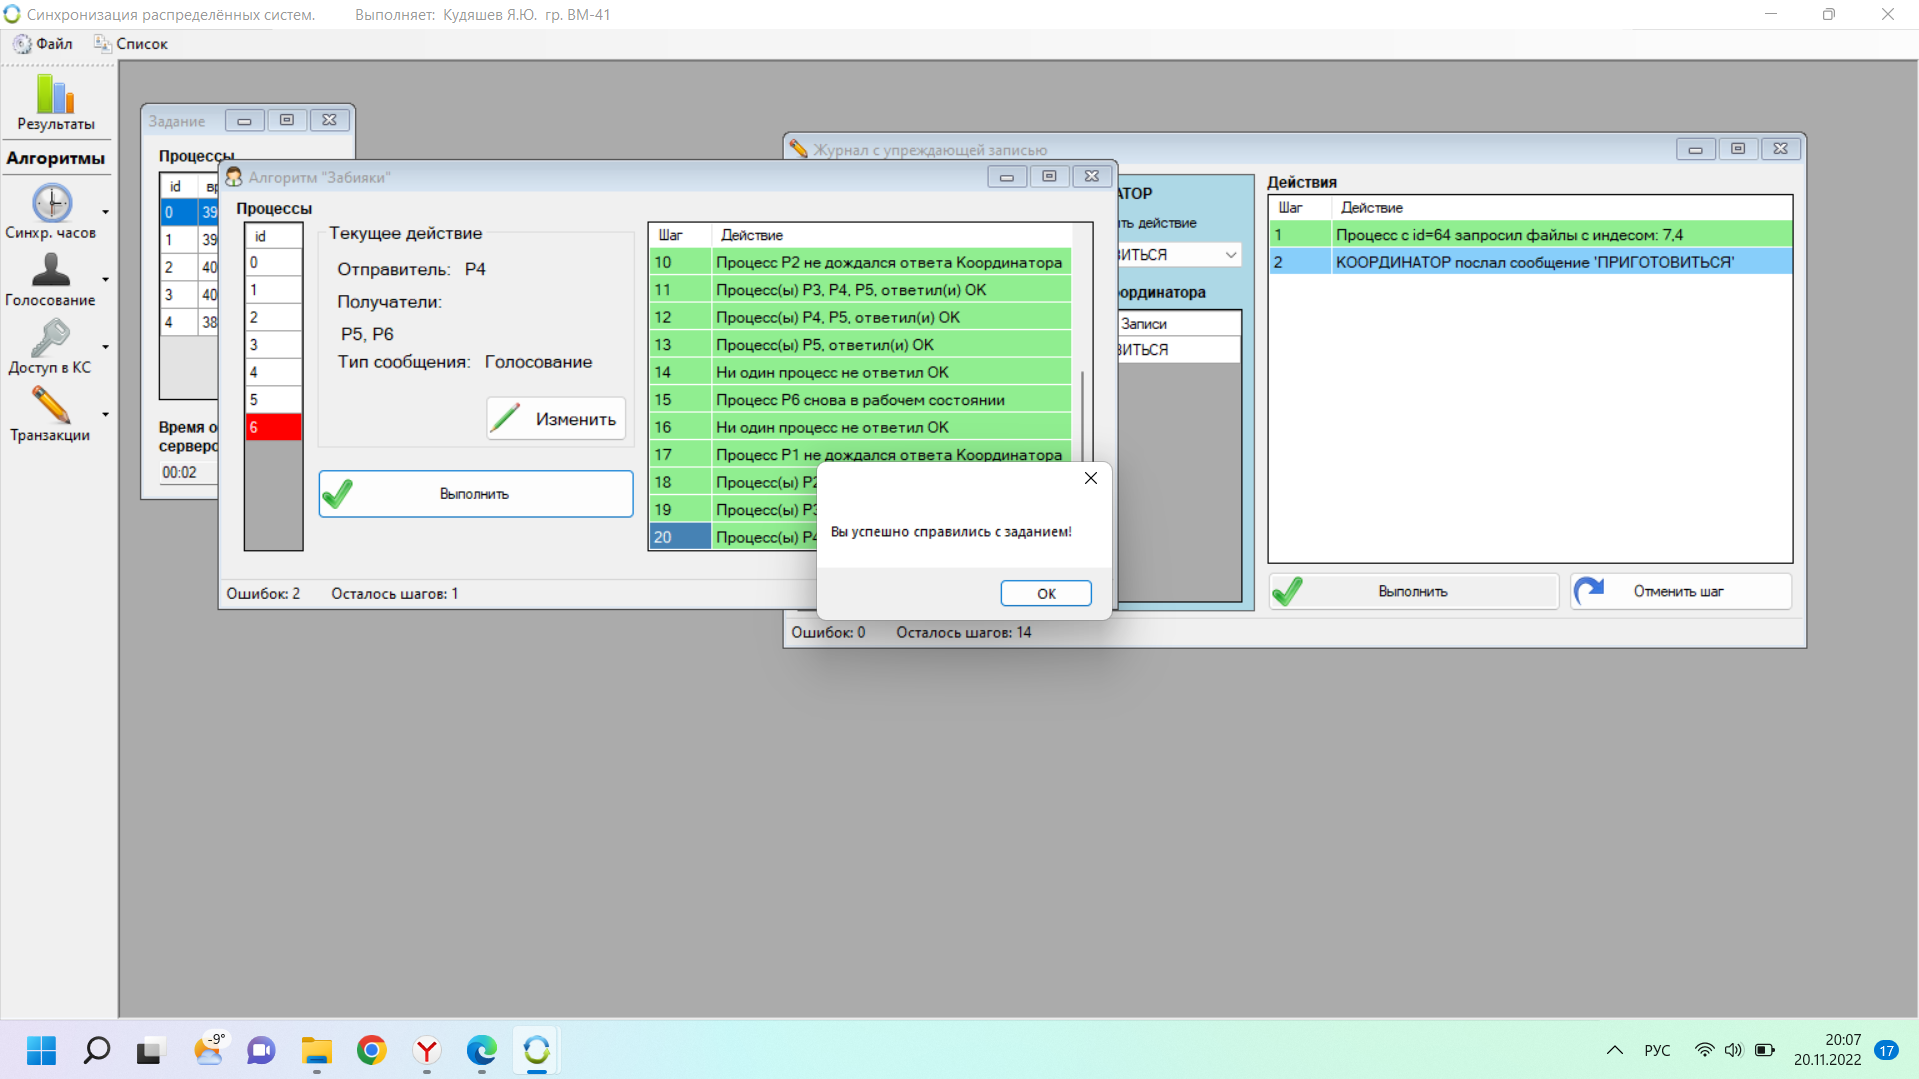 Синхронизация распределённых систем. Выполняет: Кудяшев Я.Ю. гр. ВМ-41
Файл Список
Результаты
Алгоритмы
Синхр. часов
Голосование
Доступ в КС
Транзакции
Задание
Процессы
id вр
0 39
1 39
2 40
3 40
4 38
Время о
серверс
00:02
Алгоритм "Забияки"
Процессы
id
0
1
2
3
4
5
6
Текущее действие
Отправитель: P4
Получатели:
P5, P6
Тип сообщения: Голосование
Изменить
Выполнить
Шаг Действие
10 Процесс P2 не дождался ответа Координатора
11 Процесс(ы) P3, P4, P5, ответил(и) ОК
12 Процесс(ы) P4, P5, ответил(и) ОК
13 Процесс(ы) P5, ответил(и) ОК
14 Ни один процесс не ответил ОК
15 Процесс P6 снова в рабочем состоянии
16 Ни один процесс не ответил ОК
17 Процесс P1 не дождался ответа Координатора
18 Процесс(ы) P2
19 Процесс(ы) P3
20 Процесс(ы) P4
Ошибок: 2 Осталось шагов: 1
Вы успешно справились с заданием!
ОК
Журнал с упреждающей записью
АТОР
ть действие
ВИТЬСЯ
ординатора
Записи
ВИТЬСЯ
Действия
Шаг Действие
1 Процесс с id=64 запросил файлы с индесом: 7,4
2 КООРДИНАТОР послал сообщение 'ПРИГОТОВИТЬСЯ'
Выполнить Отменить шаг
Ошибок: 0 Осталось шагов: 14
-9°
РУС
20:07
20.11.2022
17